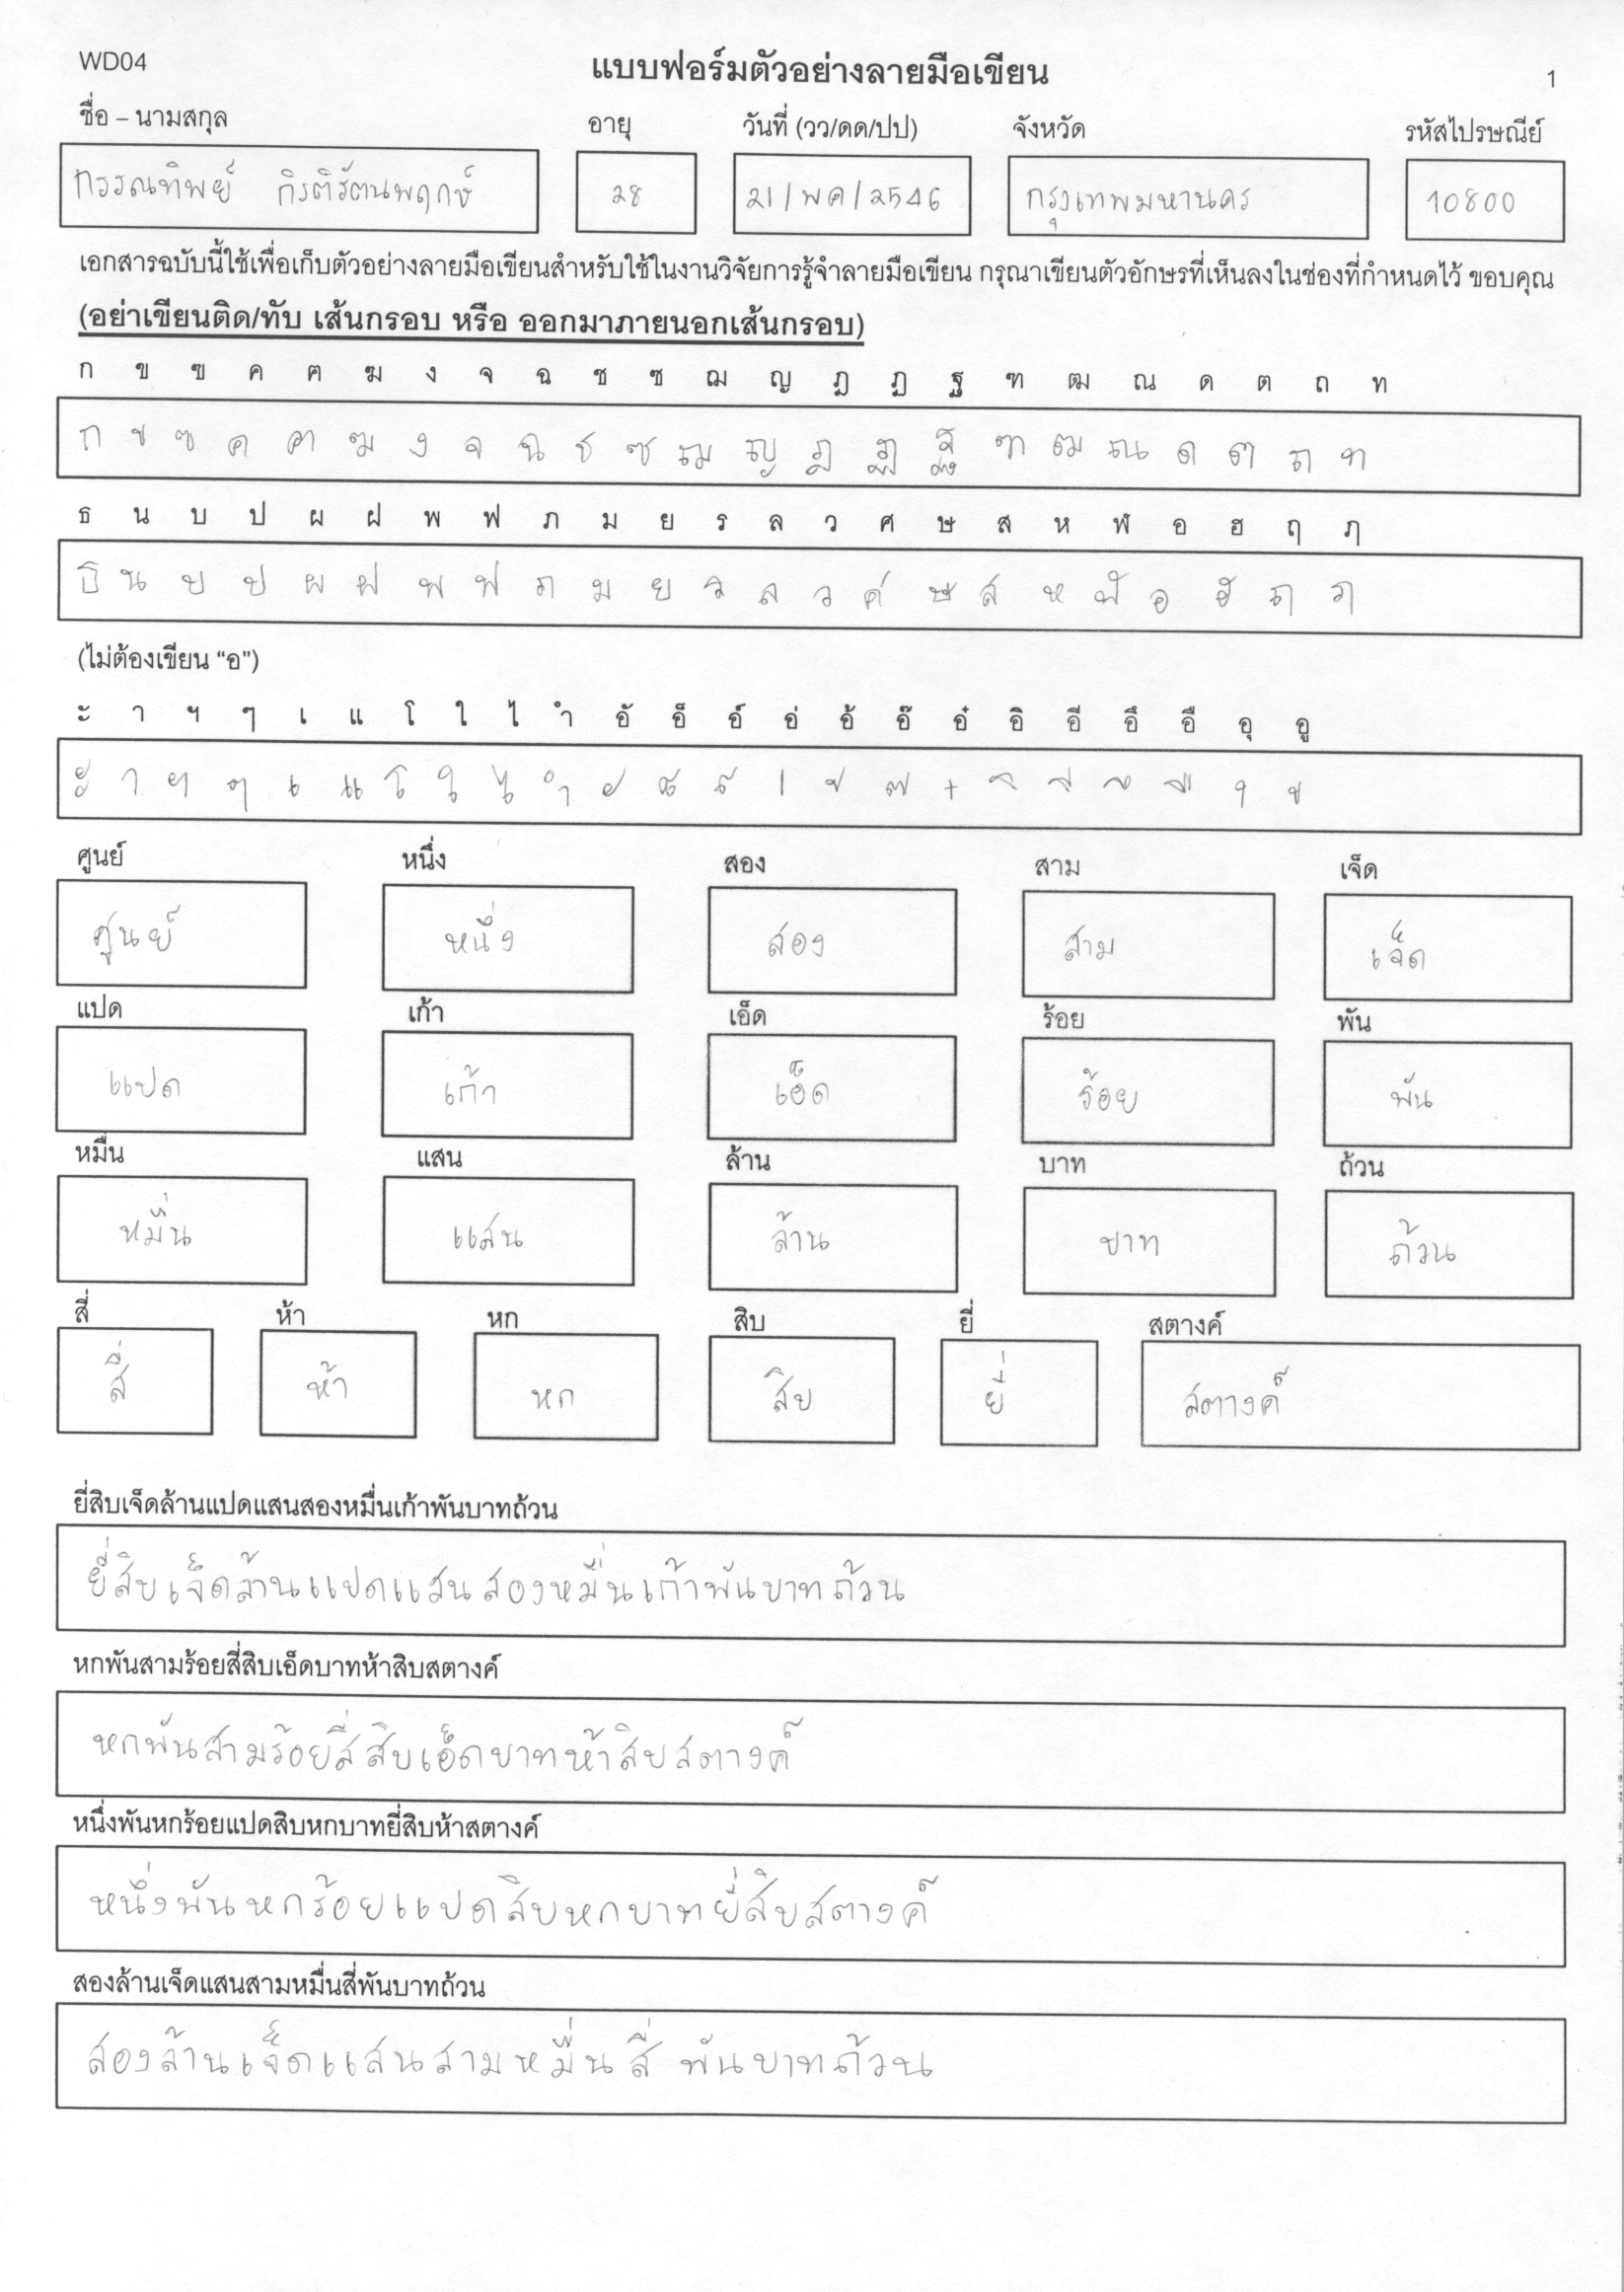 WD04
แบบฟอร์มตัวอย่างลายมือเขียน
1
ชื่อ – นามสกุล อายุ วันที่ (วว/ดด/ปป) จังหวัด รหัสไปรษณีย์
กรรณทิพย์ กิรติรัตนพฤกษ์ 28 21/พค/2546 กรุงเทพมหานคร 10800
เอกสารฉบับนี้ใช้เพื่อเก็บตัวอย่างลายมือเขียนสำหรับใช้ในงานวิจัยการรู้จำลายมือเขียน กรุณาเขียนตัวอักษรที่เห็นลงในช่องที่กำหนดไว้ ขอบคุณ
(อย่าเขียนติด/ทับ เส้นกรอบ หรือ ออกมาภายนอกเส้นกรอบ)
ก ข ฃ ค ฅ ฆ ง จ ฉ ช ซ ฌ ญ ฎ ฏ ฐ ฑ ฒ ณ ด ต ถ ท
ก ข ฃ ค ฅ ฆ ง จ ฉ ช ซ ฌ ญ ฎ ฏ ฐ ฑ ฒ ณ ด ต ถ ท
ธ น บ ป ผ ฝ พ ฟ ภ ม ย ร ล ว ศ ษ ส ห ฬ อ ฮ ฤ ฦ
ธ น บ ป ผ ฝ พ ฟ ภ ม ย ร ล ว ศ ษ ส ห ฬ อ ฮ ฤ ฦ
(ไม่ต้องเขียน “อ”)
ะ า ฯ ๆ เ แ โ ใ ไ ำ อั อ็ อ์ อ่ อ้ อ๊ อ๋ อิ อี อึ อื อุ อู
ะ า ฯ ๆ เ แ โ ใ ไ ำ ั ็ ์ ่ ้ ๊ ๋ ิ ี ึ ื ุ ู
ศูนย์ หนึ่ง สอง สาม เจ็ด
ศูนย์ หนึ่ง สอง สาม เจ็ด
แปด เก้า เอ็ด ร้อย พัน
แปด เก้า เอ็ด ร้อย พัน
หมื่น แสน ล้าน บาท ถ้วน
หมื่น แสน ล้าน บาท ถ้วน
สี่ ห้า หก สิบ ยี่ สตางค์
สี่ ห้า หก สิบ ยี่ สตางค์
ยี่สิบเจ็ดล้านแปดแสนสองหมื่นเก้าพันบาทถ้วน
ยี่สิบเจ็ดล้านแปดแสนสองหมื่นเก้าพันบาทถ้วน
หกพันสามร้อยสี่สิบเอ็ดบาทห้าสิบสตางค์
หกพันสามร้อยสี่สิบเอ็ดบาทห้าสิบสตางค์
หนึ่งพันหกร้อยแปดสิบหกบาทยี่สิบห้าสตางค์
หนึ่งพันหกร้อยแปดสิบหกบาทยี่สิบสตางค์
สองล้านเจ็ดแสนสามหมื่นสี่พันบาทถ้วน
สองล้านเจ็ดแสนสามหมื่นสี่ พันบาทถ้วน